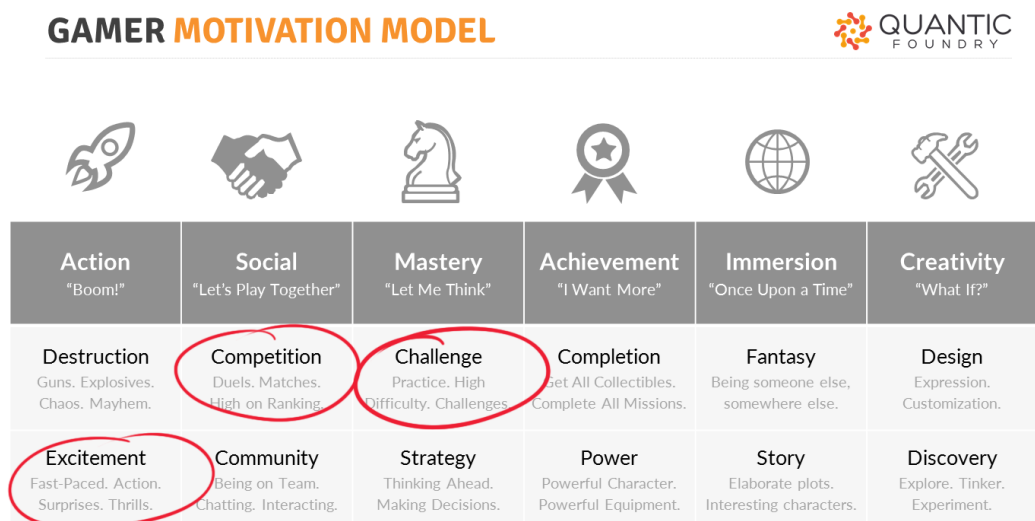 GAMER MOTIVATION MODEL
QUANTIC
FOUNDRY
Action
"Boom!"
Social
"Let's Play Together"
Mastery
"Let Me Think"
Achievement
"I Want More"
Immersion
"Once Upon a Time"
Creativity
"What If?"
Destruction
Guns. Explosives.
Chaos. Mayhem.
Competition
Duels. Matches.
High on Ranking.
Challenge
Practice. High
Difficulty. Challenges.
Completion
Get All Collectibles.
Complete All Missions.
Fantasy
Being someone else,
somewhere else.
Design
Expression.
Customization.
Excitement
Fast-Paced. Action.
Surprises. Thrills.
Community
Being on Team.
Chatting. Interacting.
Strategy
Thinking Ahead.
Making Decisions.
Power
Powerful Character.
Powerful Equipment.
Story
Elaborate plots.
Interesting characters.
Discovery
Explore. Tinker.
Experiment.